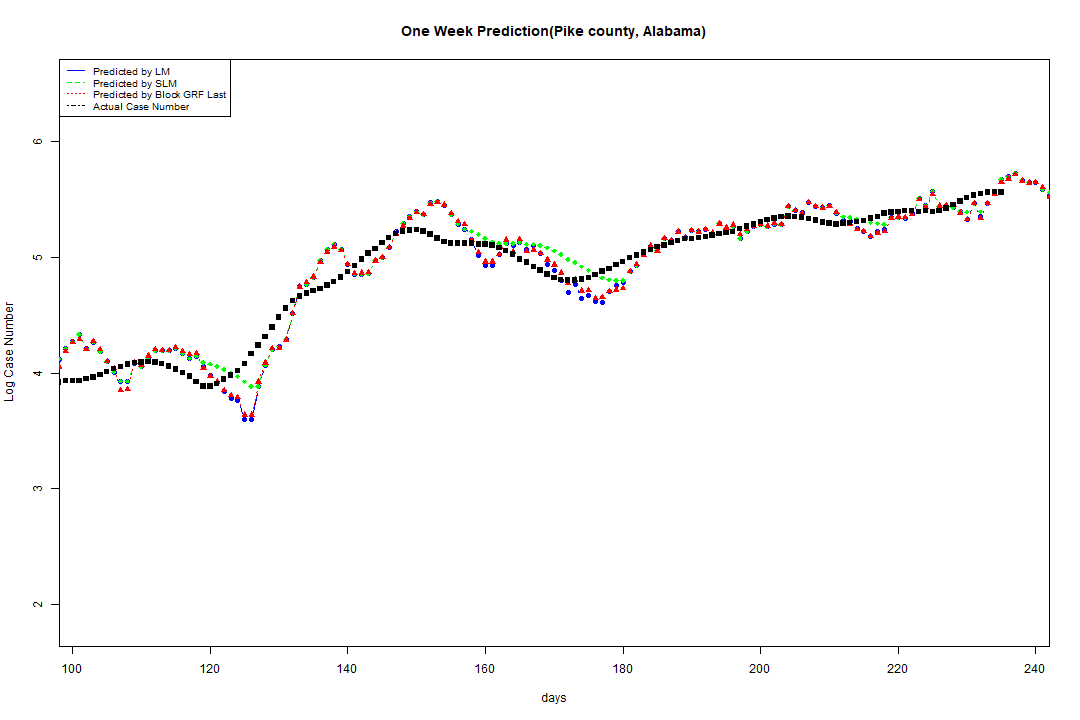 One Week Prediction(Pike county, Alabama)
Predicted by LM
Predicted by SLM
Predicted by Block GRF Last
Actual Case Number
6
5
4
3
2
Log Case Number
100 120 140 160 180 200 220 240
days